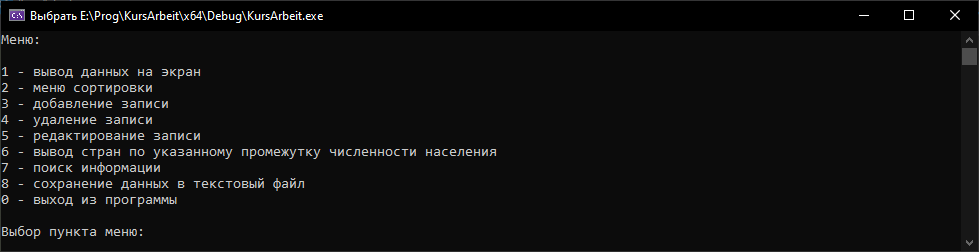 Выбрать E:\Prog\KursArbeit\x64\Debug\KursArbeit.exe
Меню:
1 - вывод данных на экран
2 - меню сортировки
3 - добавление записи
4 - удаление записи
5 - редактирование записи
6 - вывод стран по указанному промежутку численности населения
7 - поиск информации
8 - сохранение данных в текстовый файл
0 - выход из программы
Выбор пункта меню: